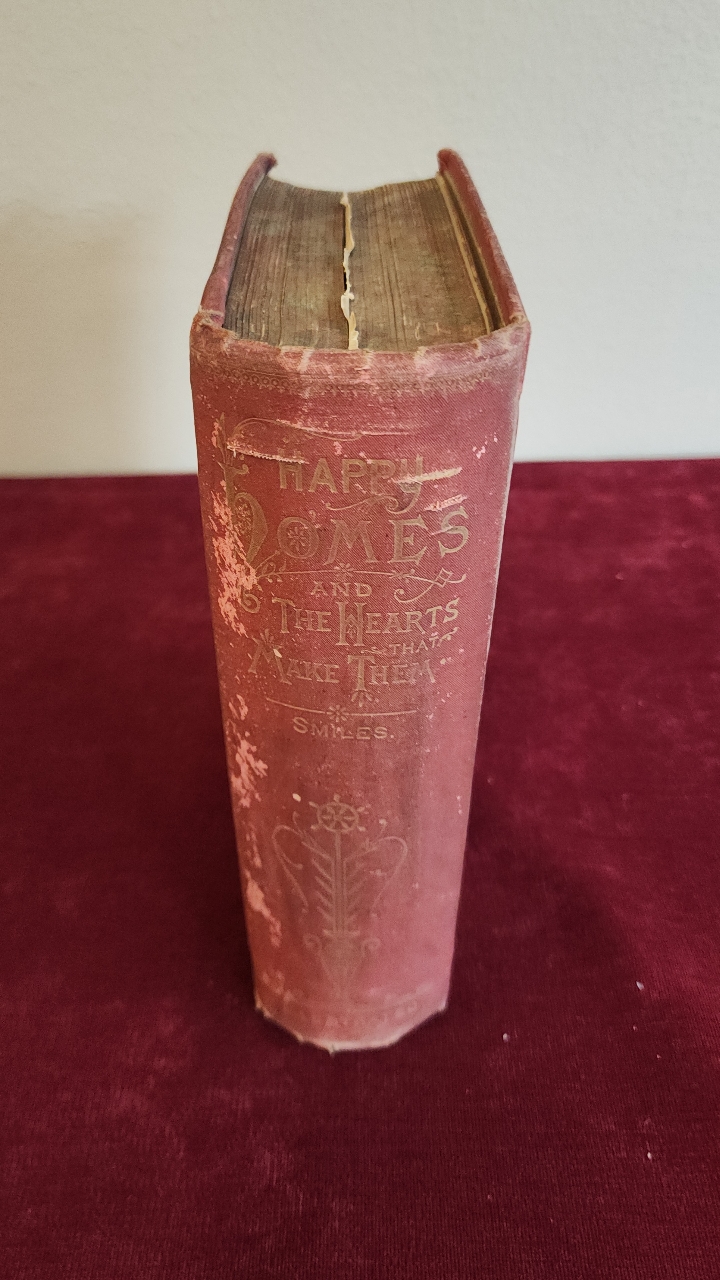 HAPPY
HOMES
AND
THE HEARTS
THAT
MAKE THEM
SMILES.